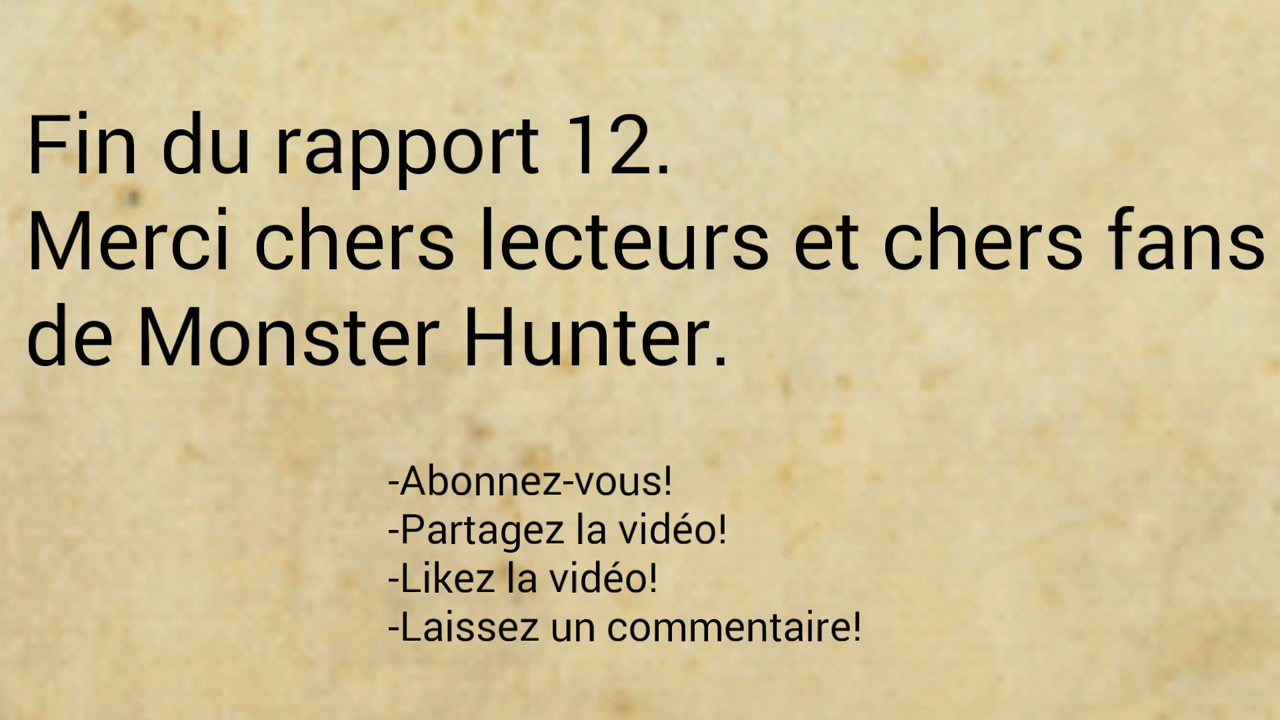 Fin du rapport 12.
Merci chers lecteurs et chers fans
de Monster Hunter.
-Abonnez-vous!
-Partagez la vidéo!
-Likez la vidéo!
-Laissez un commentaire!